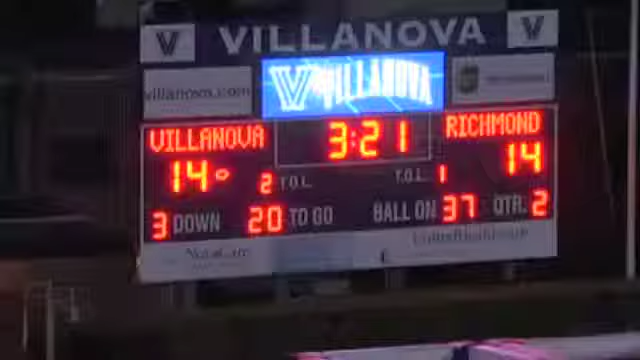 V VILLANOVA V
villanova.com
V VILLANOVA
VILLANOVA 3:21 RICHMOND
14 2 T.O.L. T.O.L. 1 14
3 DOWN 20 TO GO BALL ON 37 QTR. 2